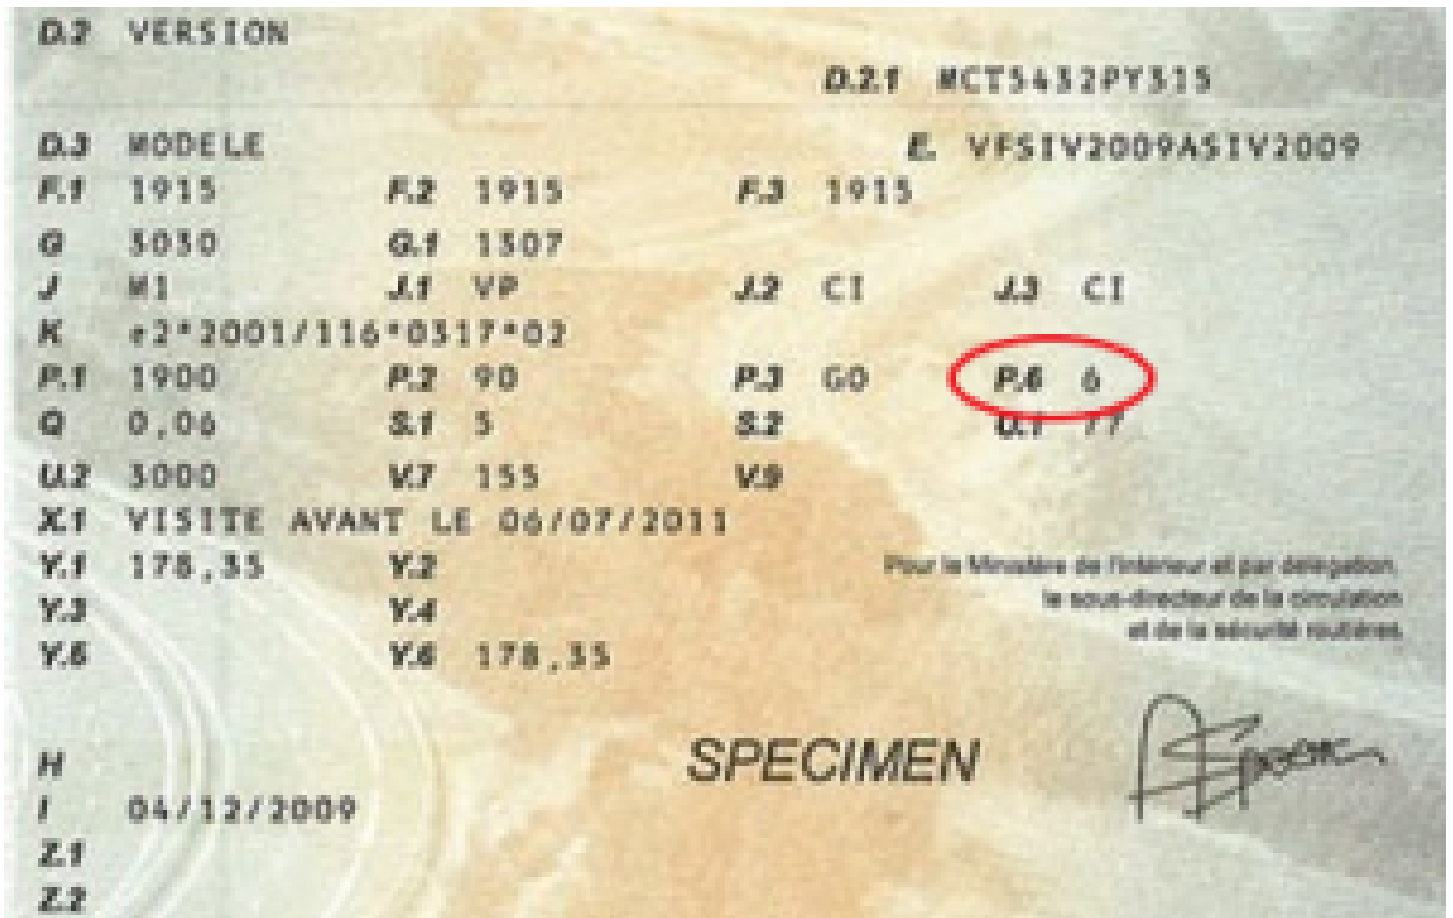 D.2 VERSION
D.2.1 MCT5432PY315
D.3 MODELE E. VFSIV2009ASIV2009
F.1 1915 F.2 1915 F.3 1915
G 3030 G.1 1307
J M1 J.1 VP J.2 CI J.3 CI
K e2*2001/116*0317*02
P.1 1900 P.2 90 P.3 GO P.6 6
Q 0,06 S.1 5 S.2 U.1 77
U.2 3000 V.7 155 V.9
X.1 VISITE AVANT LE 06/07/2011
Y.1 178,35 Y.2
Pour le Ministère de l'Intérieur et par délégation,
Y.3 Y.4 le sous-directeur de la circulation
et de la sécurité routières
Y.5 Y.6 178,35
H SPECIMEN
I 04/12/2009
Z.1
Z.2